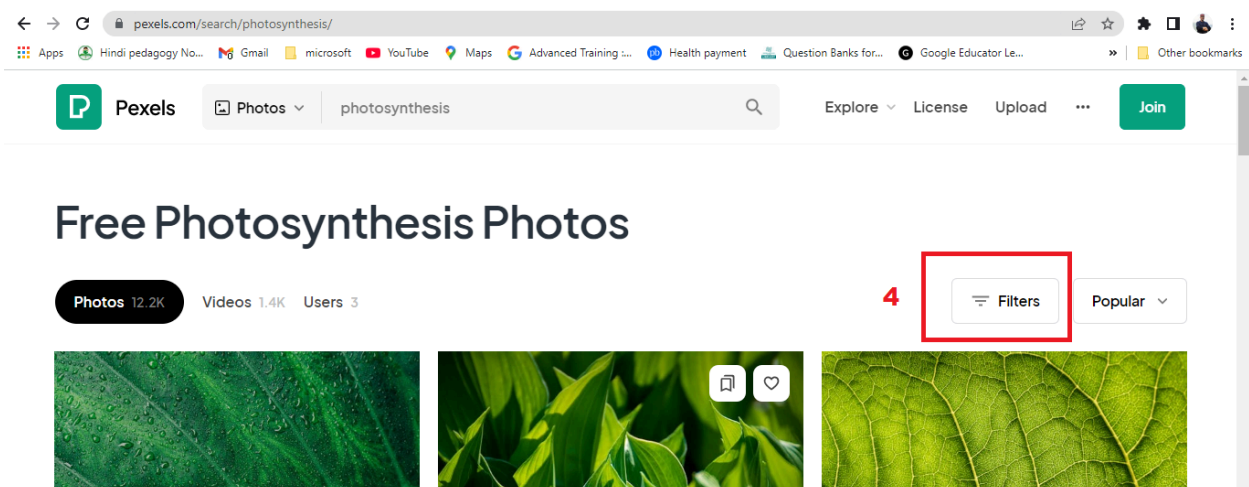 pexels.com/search/photosynthesis/
Apps Hindi pedagogy No... Gmail microsoft YouTube Maps Advanced Training :... Health payment Question Banks for... Google Educator Le... » Other bookmarks
Pexels Photos photosynthesis Explore License Upload ... Join
Free Photosynthesis Photos
Photos 12.2K Videos 1.4K Users 3 4 Filters Popular